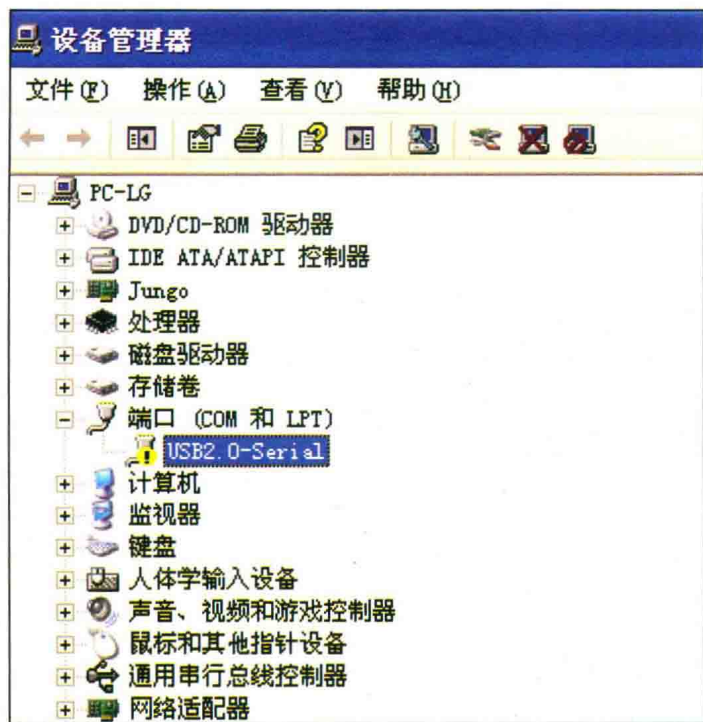 设备管理器
文件(F) 操作(A) 查看(V) 帮助(H)
PC-LG
DVD/CD-ROM 驱动器
IDE ATA/ATAPI 控制器
Jungo
处理器
磁盘驱动器
存储卷
端口 (COM 和 LPT)
USB2.0-Serial
计算机
监视器
键盘
人体学输入设备
声音、视频和游戏控制器
鼠标和其他指针设备
通用串行总线控制器
网络适配器